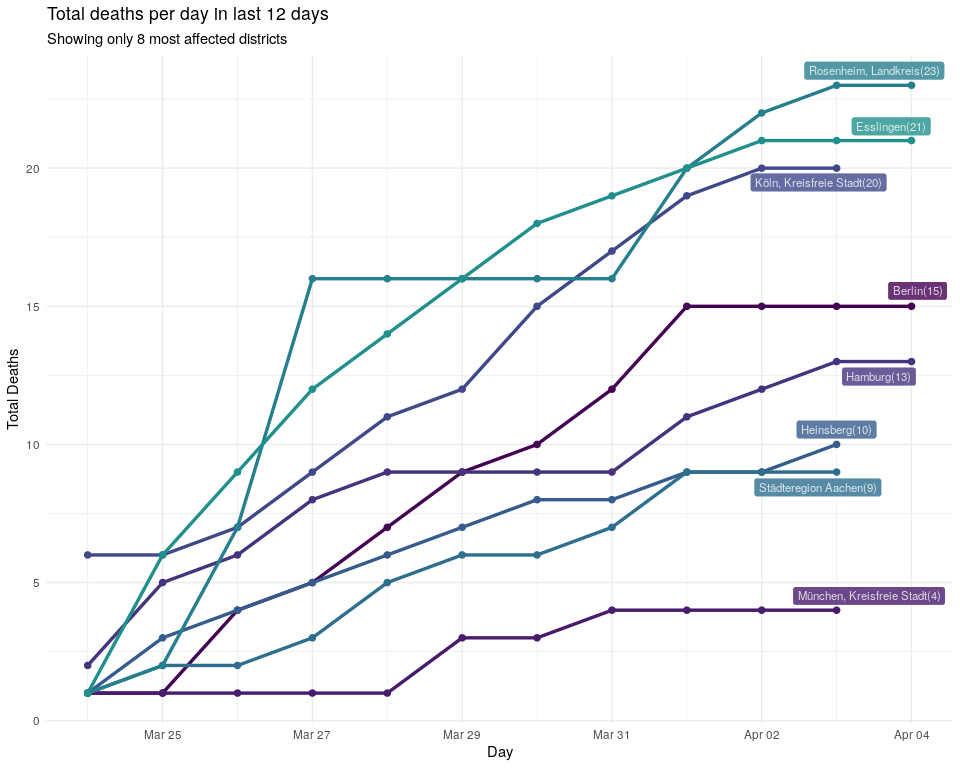 Total deaths per day in last 12 days
Showing only 8 most affected districts
Rosenheim, Landkreis(23)
Esslingen(21)
Köln, Kreisfreie Stadt(20)
Berlin(15)
Hamburg(13)
Heinsberg(10)
Städteregion Aachen(9)
München, Kreisfreie Stadt(4)
Total Deaths
20
15
10
5
0
Mar 25 Mar 27 Mar 29 Mar 31 Apr 02 Apr 04
Day